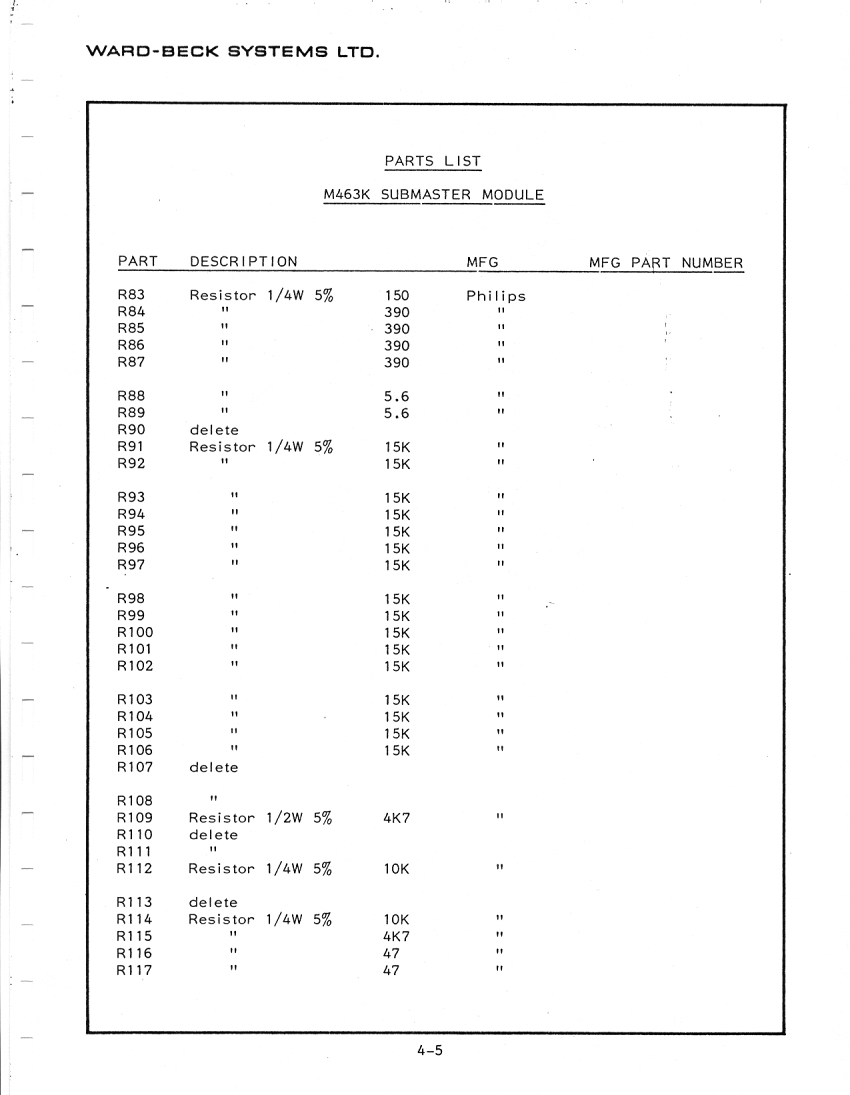 WARD-BECK SYSTEMS LTD.
PARTS LIST
M463K SUBMASTER MODULE
PART DESCRIPTION MFG MFG PART NUMBER
R83 Resistor 1/4W 5% 150 Philips
R84 " 390 "
R85 " 390 "
R86 " 390 "
R87 " 390 "
R88 " 5.6 "
R89 " 5.6 "
R90 delete
R91 Resistor 1/4W 5% 15K "
R92 " 15K "
R93 " 15K "
R94 " 15K "
R95 " 15K "
R96 " 15K "
R97 " 15K "
R98 " 15K "
R99 " 15K "
R100 " 15K "
R101 " 15K "
R102 " 15K "
R103 " 15K "
R104 " 15K "
R105 " 15K "
R106 " 15K "
R107 delete
R108 "
R109 Resistor 1/2W 5% 4K7 "
R110 delete
R111 "
R112 Resistor 1/4W 5% 10K "
R113 delete
R114 Resistor 1/4W 5% 10K "
R115 " 4K7 "
R116 " 47 "
R117 " 47 "
4-5